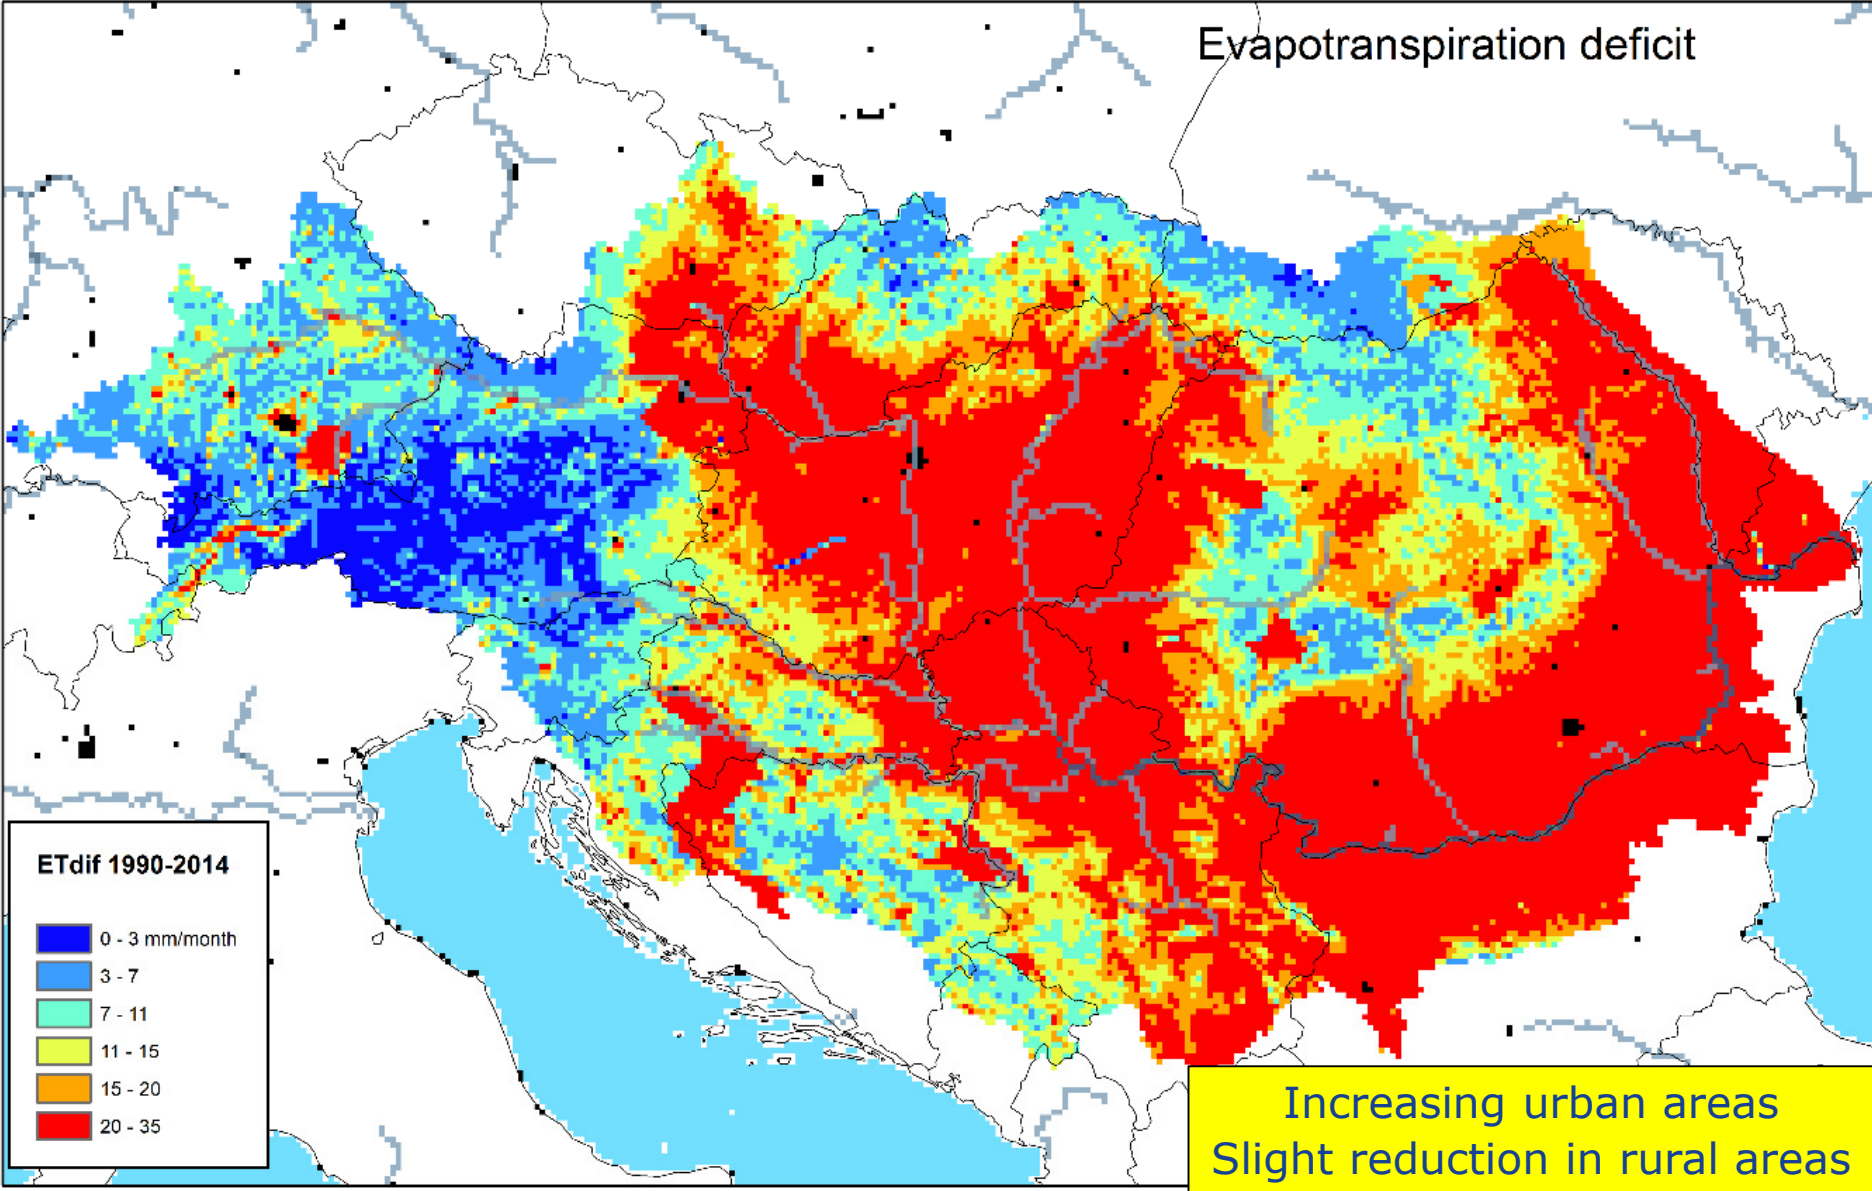 Evapotranspiration deficit
ETdif 1990-2014
0 - 3 mm/month
3 - 7
7 - 11
11 - 15
15 - 20
20 - 35
Increasing urban areas
Slight reduction in rural areas